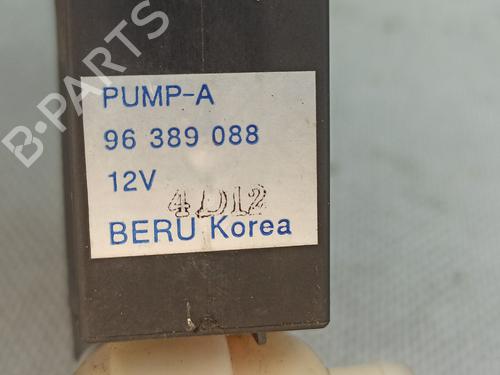 B-PARTS
PUMP-A
96 389 088
12V
4D12
BERU Korea